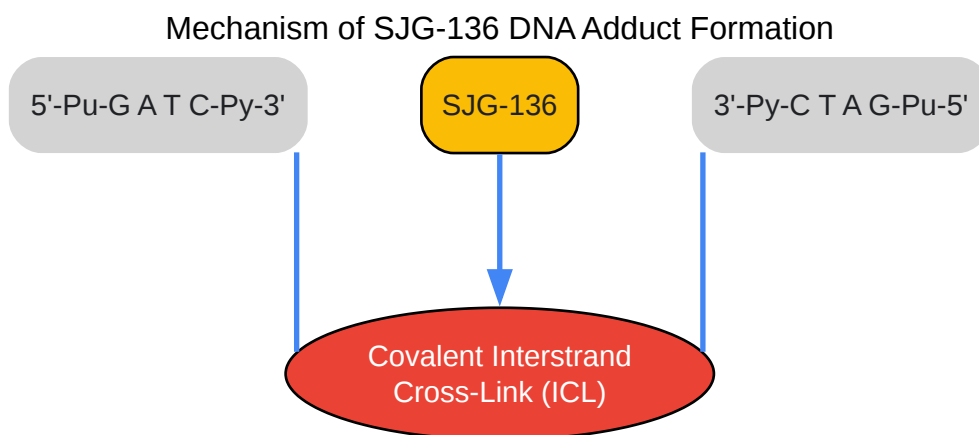 Mechanism of SJG-136 DNA Adduct Formation
5'-Pu-G A T C-Py-3'
SJG-136
3'-Py-C T A G-Pu-5'
Covalent Interstrand
Cross-Link (ICL)